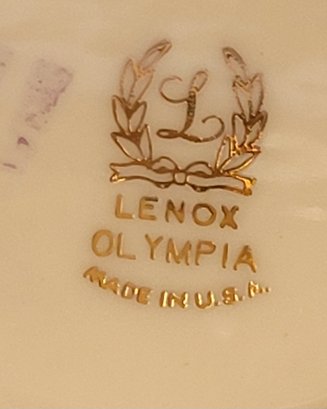 L
LENOX
OLYMPIA
MADE IN U.S.A.